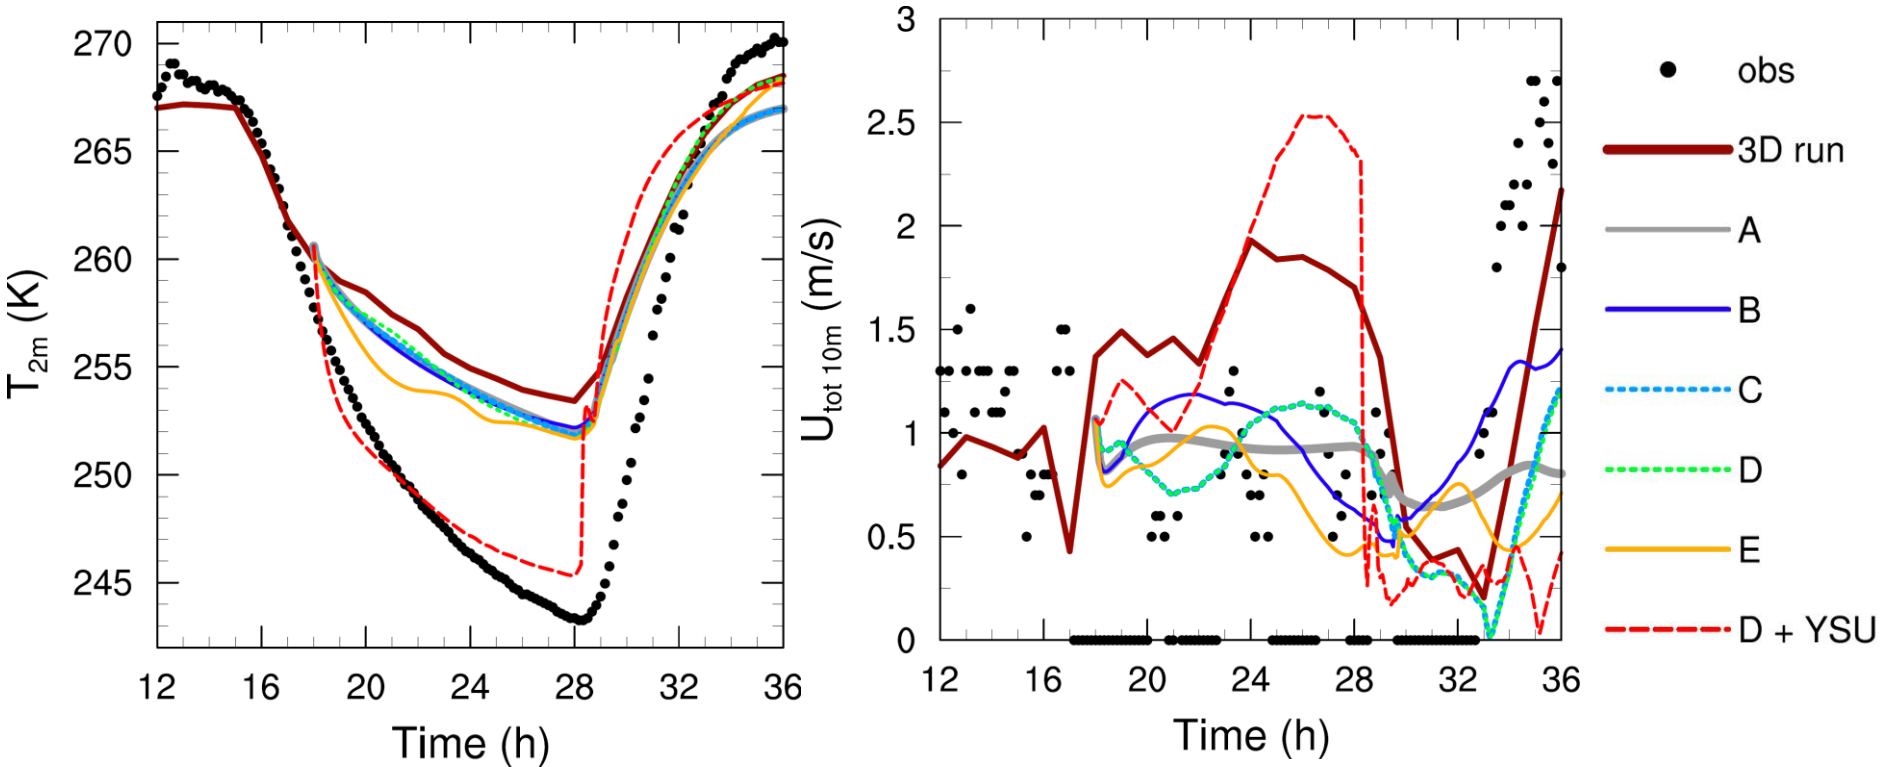 270
265
260
255
250
245
T2m (K)
12 16 20 24 28 32 36
Time (h)
3
2.5
2
1.5
1
0.5
0
Utot 10m (m/s)
12 16 20 24 28 32 36
Time (h)
obs
3D run
A
B
C
D
E
D + YSU